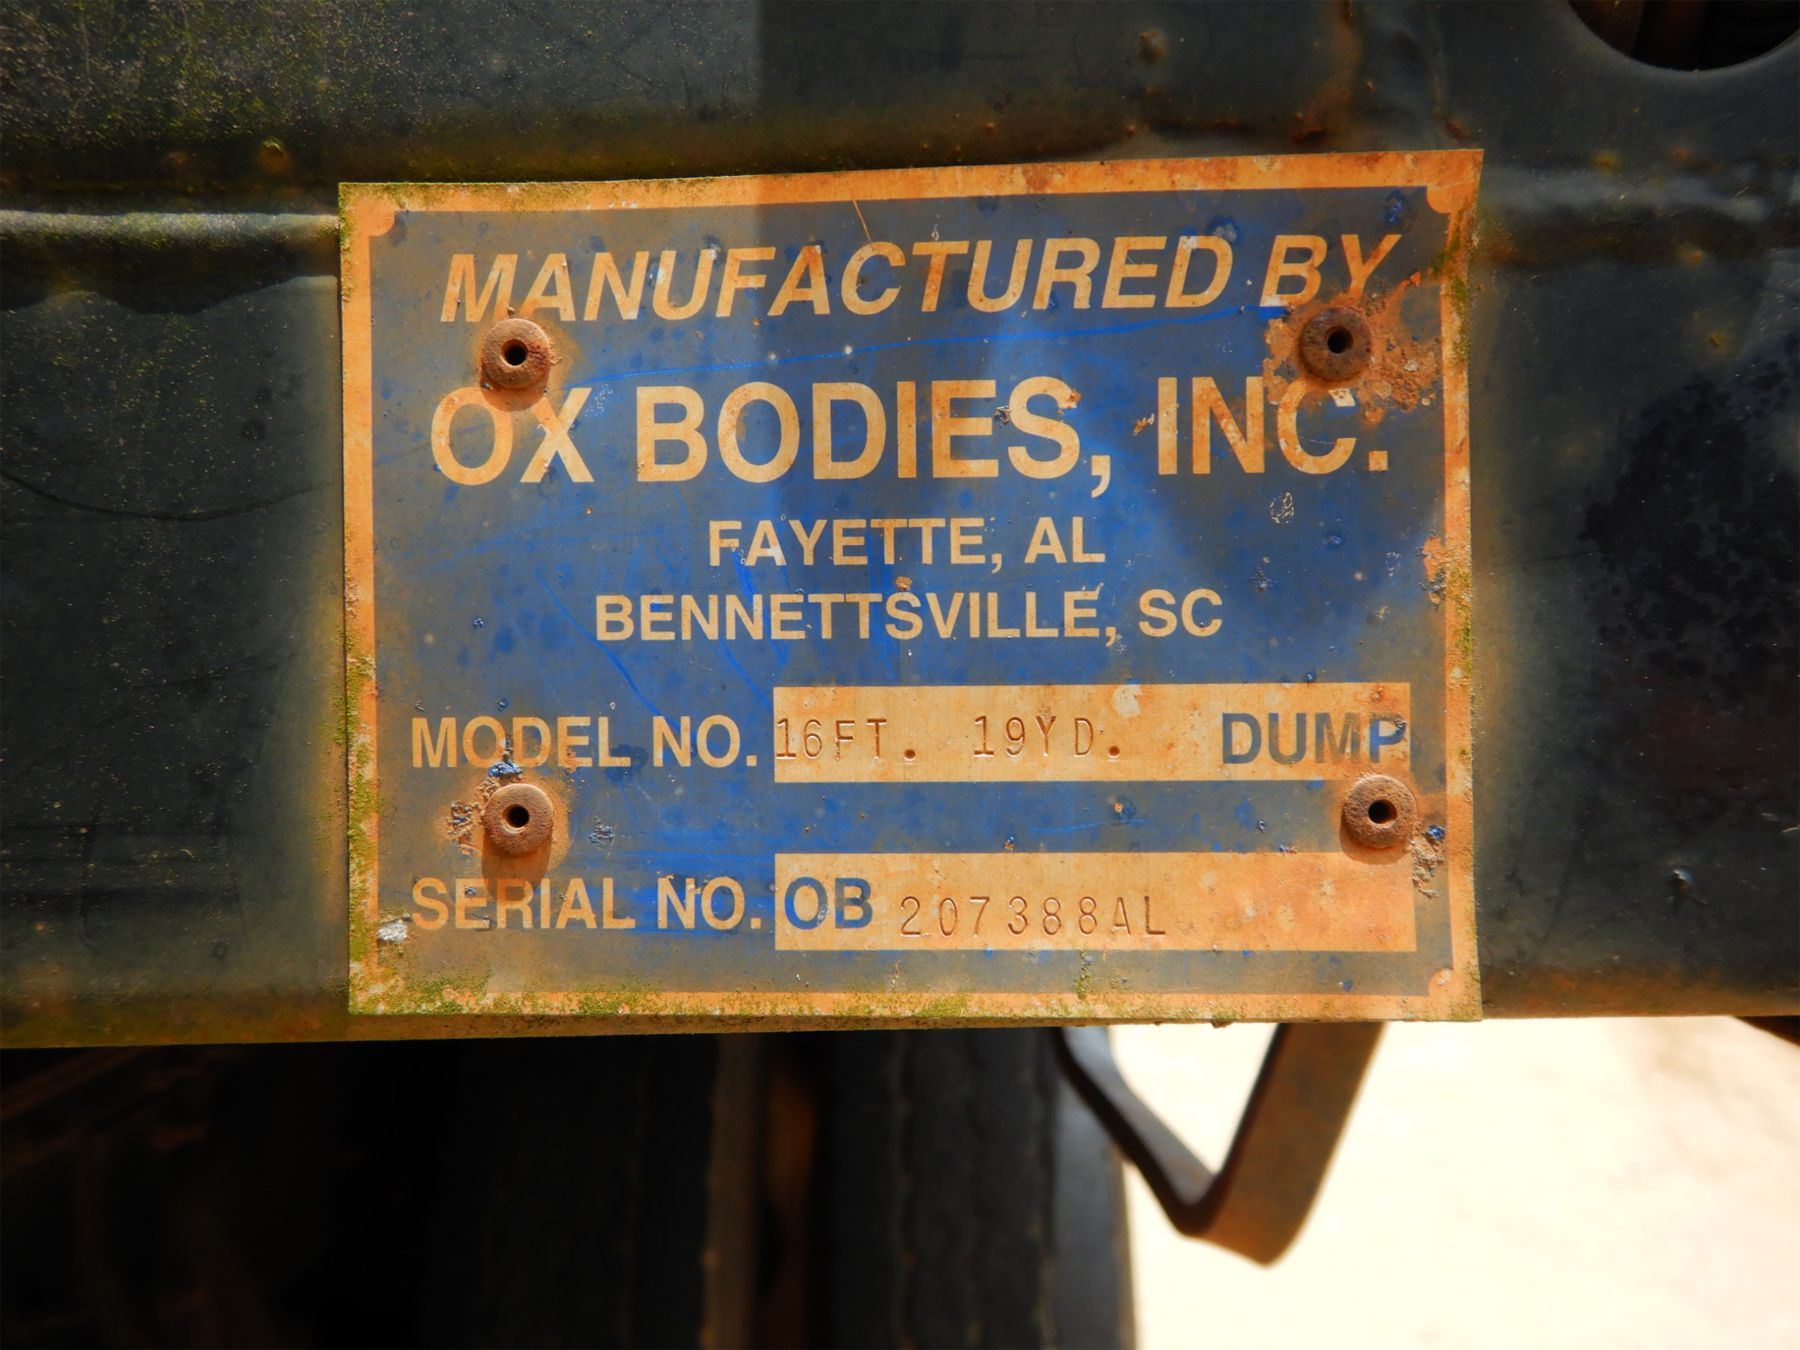 MANUFACTURED BY
OX BODIES, INC.
FAYETTE, AL
BENNETTSVILLE, SC
MODEL NO. 16FT. 19YD. DUMP
SERIAL NO. OB 207388AL